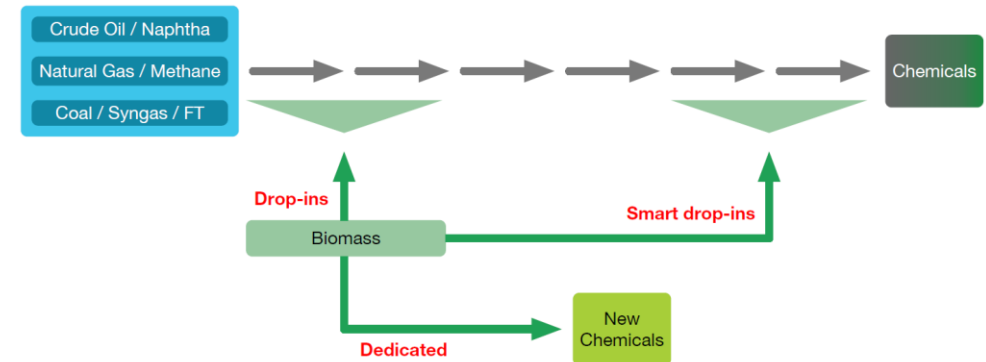 Crude Oil / Naphtha
Natural Gas / Methane
Coal / Syngas / FT
Chemicals
Drop-ins
Smart drop-ins
Biomass
New
Chemicals
Dedicated